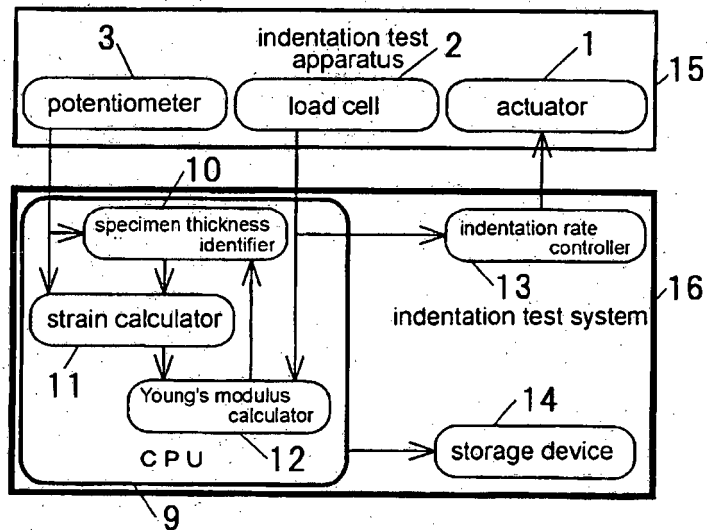 3
indentation test
apparatus
2
1
15
potentiometer
load cell
actuator
10
specimen thickness
identifier
indentation rate
controller
13
16
strain calculator
indentation test system
11
Young's modulus
calculator
14
12
storage device
CPU
9